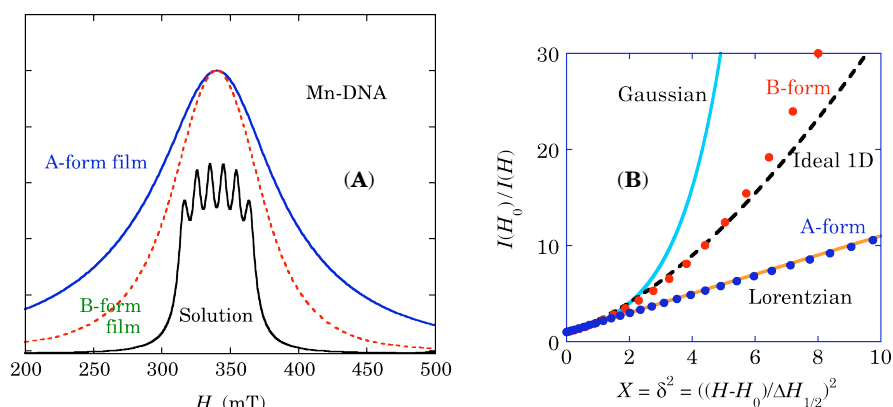 (A)
Mn-DNA
A-form film
B-form
film
Solution
200
250
300
350
400
450
500
H (mT)
(B)
30
20
10
0
I(H₀)/I(H)
Gaussian
B-form
Ideal 1D
A-form
Lorentzian
0
2
4
6
8
10
X = δ² = ((H-H₀)/ΔH₁/₂)²